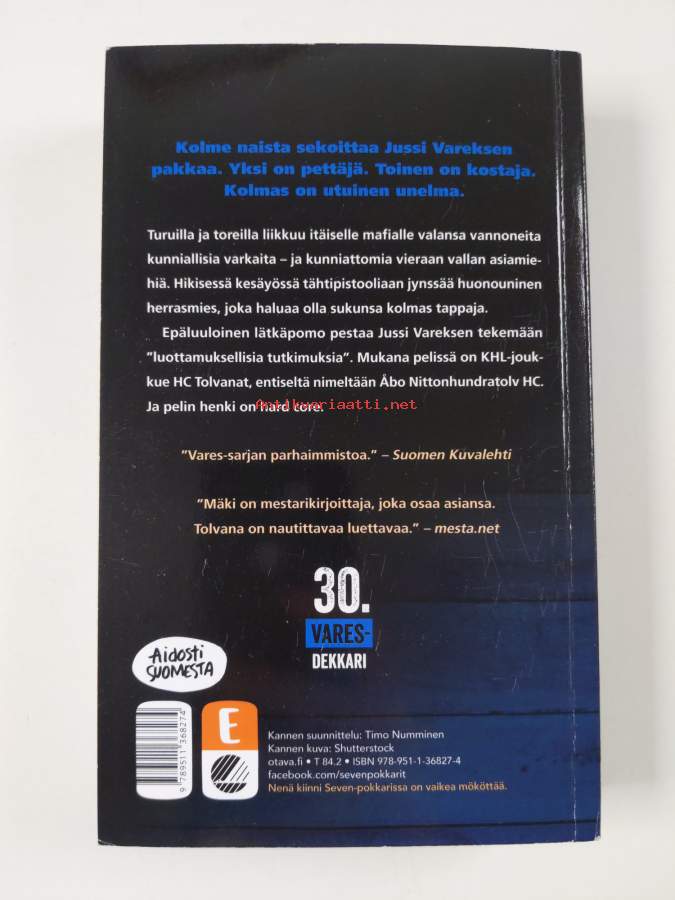 Kolme naista sekoittaa Jussi Vareksen
pakkaa. Yksi on pettäjä. Toinen on kostaja.
Kolmas on utuinen unelma.
Turuilla ja toreilla liikkuu itäiselle mafialle valansa vannoneita
kunniallisia varkaita – ja kunniattomia vieraan vallan asiamie-
hiä. Hikisessä kesäyössä tähtipistooliaan jynssää huonouninen
herrasmies, joka haluaa olla sukunsa kolmas tappaja.
Epäluuloinen lätkäpomo pestaa Jussi Vareksen tekemään
”luottamuksellisia tutkimuksia”. Mukana pelissä on KHL-jouk-
kue HC Tolvanat, entiseltä nimeltään Åbo Nittonhundratolv HC.
Ja pelin henki on hard core.
Antikvariaatti.net
”Vares-sarjan parhaimmistoa.” – Suomen Kuvalehti
”Mäki on mestarikirjoittaja, joka osaa asiansa.
Tolvana on nautittavaa luettavaa.” – mesta.net
30.
VARES-
DEKKARI
Aidosti
SUOMESTA
9 789511 368274
E
Kannen suunnittelu: Timo Numminen
Kannen kuva: Shutterstock
otava.fi • T 84.2 • ISBN 978-951-1-36827-4
facebook.com/sevenpokkarit
Nenä kiinni Seven-pokkarissa on vaikea mököttää.